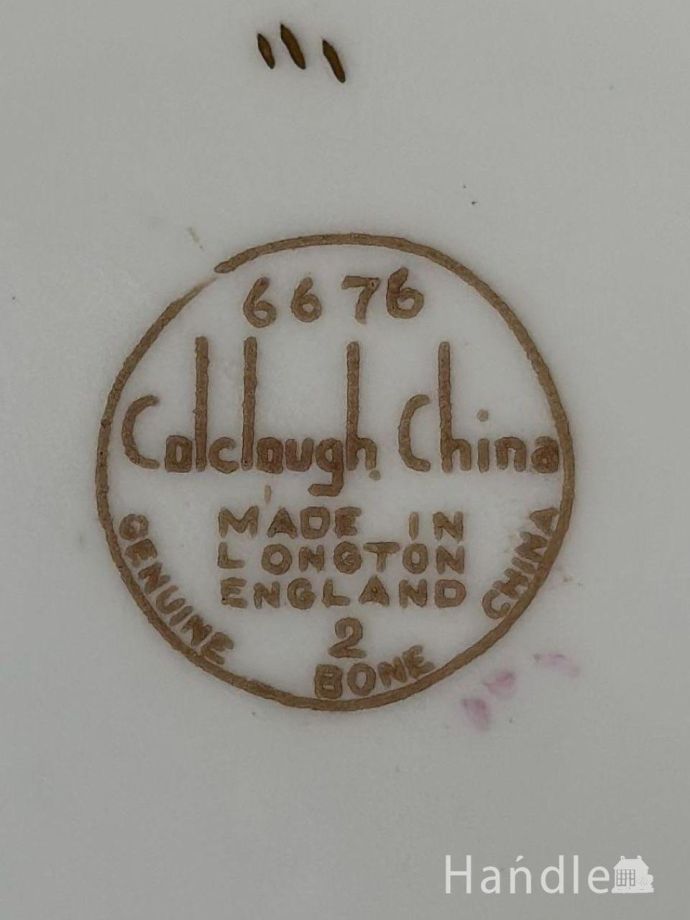 6676
Colclough China
MADE IN
LONGTON
ENGLAND
2
GENUINE BONE CHINA
Handle